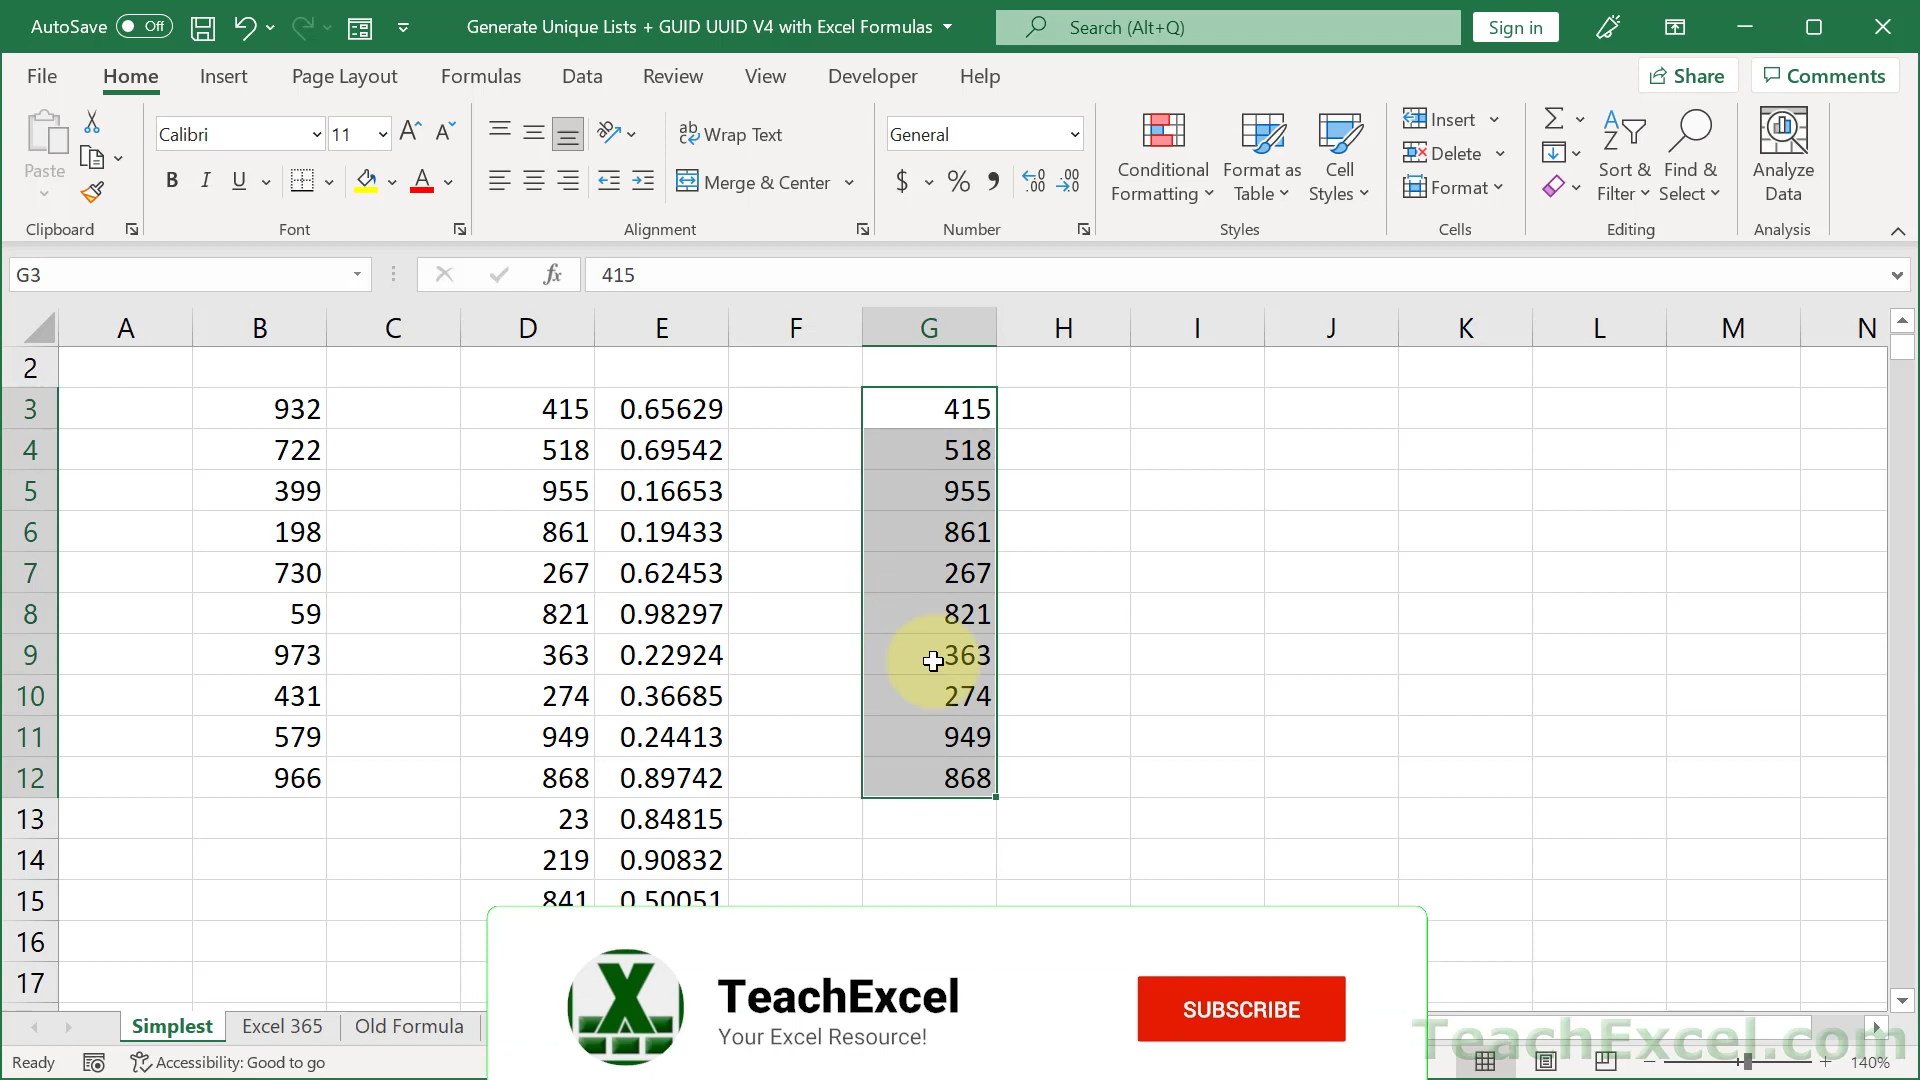 AutoSave Off Generate Unique Lists + GUID UUID V4 with Excel Formulas Search (Alt+Q) Sign in
File Home Insert Page Layout Formulas Data Review View Developer Help Share Comments
Paste
Calibri 11
Wrap Text
Merge & Center
General
Conditional Formatting
Format as Table
Cell Styles
Insert
Delete
Format
Sort & Filter
Find & Select
Analyze Data
Clipboard Font Alignment Number Styles Cells Editing Analysis
G3 fx 415
A B C D E F G H I J K L M N
2
3 932 415 0.65629 415
4 722 518 0.69542 518
5 399 955 0.16653 955
6 198 861 0.19433 861
7 730 267 0.62453 267
8 59 821 0.98297 821
9 973 363 0.22924 363
10 431 274 0.36685 274
11 579 949 0.24413 949
12 966 868 0.89742 868
13 23 0.84815
14 219 0.90832
15 841 0.50051
16
17
TeachExcel
Your Excel Resource!
SUBSCRIBE
Simplest Excel 365 Old Formula
TeachExcel.com
Ready Accessibility: Good to go 140%